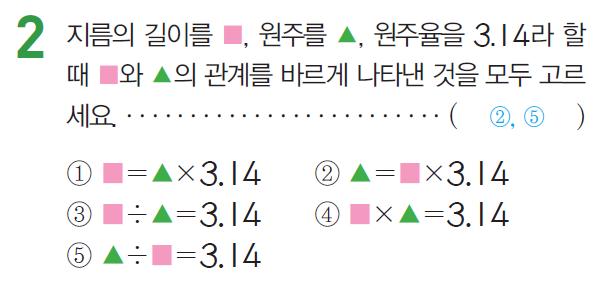 2 지름의 길이를 ■, 원주를 ▲, 원주율을 3.14라 할
때 ■와 ▲의 관계를 바르게 나타낸 것을 모두 고르
세요. ························· ( ②, ⑤ )
① ■=▲×3.14 ② ▲=■×3.14
③ ■÷▲=3.14 ④ ■×▲=3.14
⑤ ▲÷■=3.14